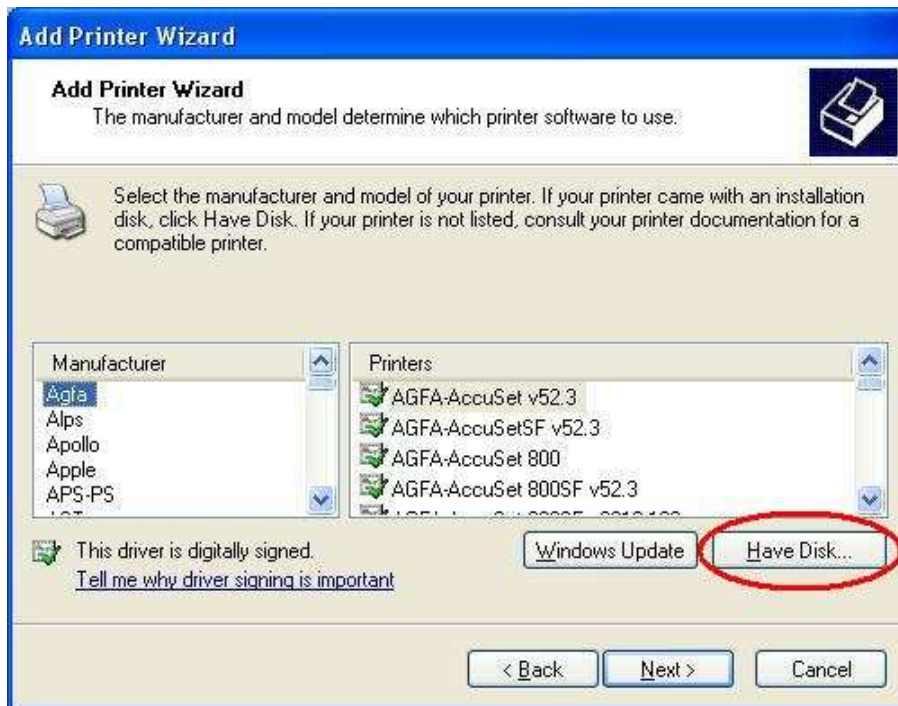 Add Printer Wizard
Add Printer Wizard
The manufacturer and model determine which printer software to use.
Select the manufacturer and model of your printer. If your printer came with an installation
disk, click Have Disk. If your printer is not listed, consult your printer documentation for a
compatible printer.
Manufacturer
Agfa
Alps
Apollo
Apple
APS-PS
Printers
AGFA-AccuSet v52.3
AGFA-AccuSetSF v52.3
AGFA-AccuSet 800
AGFA-AccuSet 800SF v52.3
This driver is digitally signed.
Tell me why driver signing is important
Windows Update
Have Disk...
< Back
Next >
Cancel